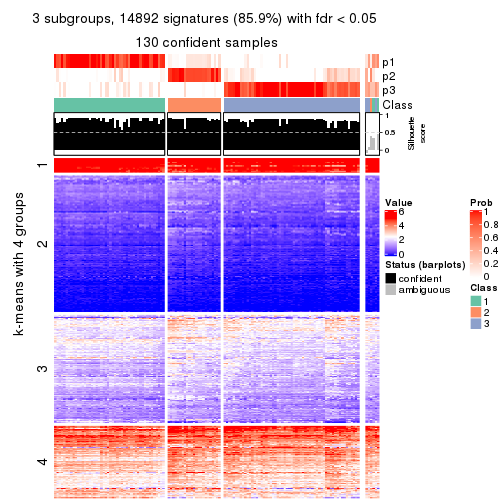 3 subgroups, 14892 signatures (85.9%) with fdr < 0.05
130 confident samples
p1
p2
p3
Class
1
0.5
0
Silhouette
score
k-means with 4 groups
1
2
3
4
Value
6
4
2
0
Status (barplots)
confident
ambiguous
Prob
1
0.8
0.6
0.4
0.2
0
Class
1
2
3